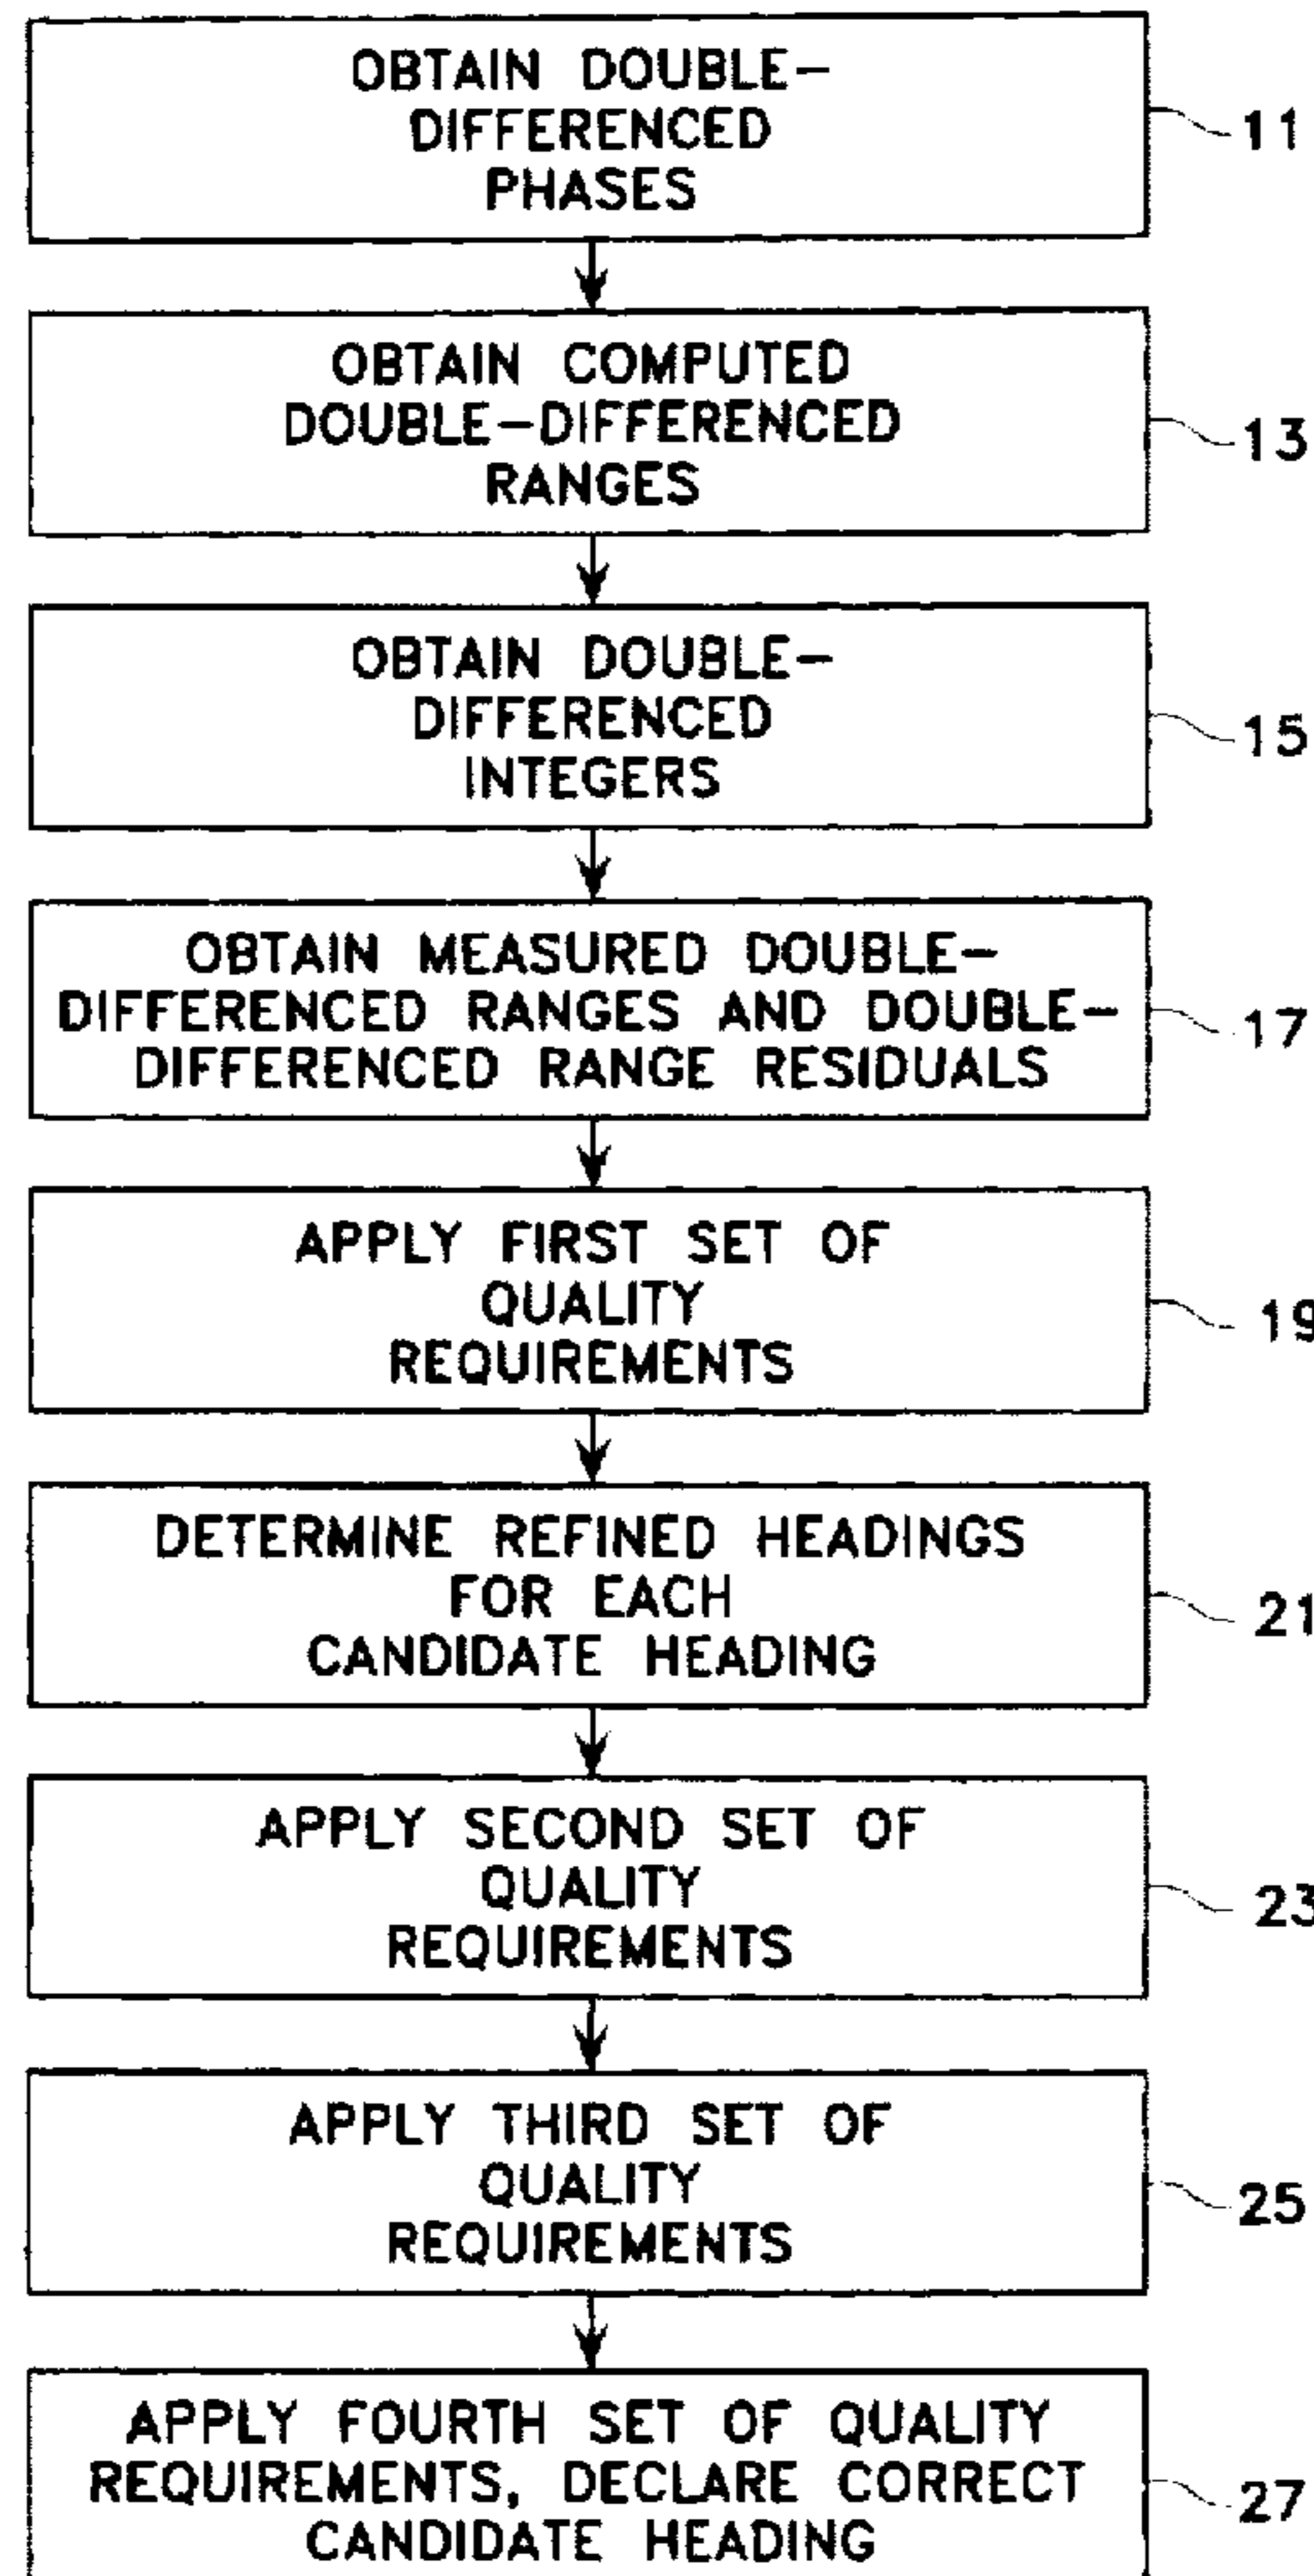 OBTAIN DOUBLE-
DIFFERENCED
PHASES
11
OBTAIN COMPUTED
DOUBLE-DIFFERENCED
RANGES
13
OBTAIN DOUBLE-
DIFFERENCED
INTEGERS
15
OBTAIN MEASURED DOUBLE-
DIFFERENCED RANGES AND DOUBLE-
DIFFERENCED RANGE RESIDUALS
17
APPLY FIRST SET OF
QUALITY
REQUIREMENTS
19
DETERMINE REFINED HEADINGS
FOR EACH
CANDIDATE HEADING
21
APPLY SECOND SET OF
QUALITY
REQUIREMENTS
23
APPLY THIRD SET OF
QUALITY
REQUIREMENTS
25
APPLY FOURTH SET OF QUALITY
REQUIREMENTS, DECLARE CORRECT
CANDIDATE HEADING
27